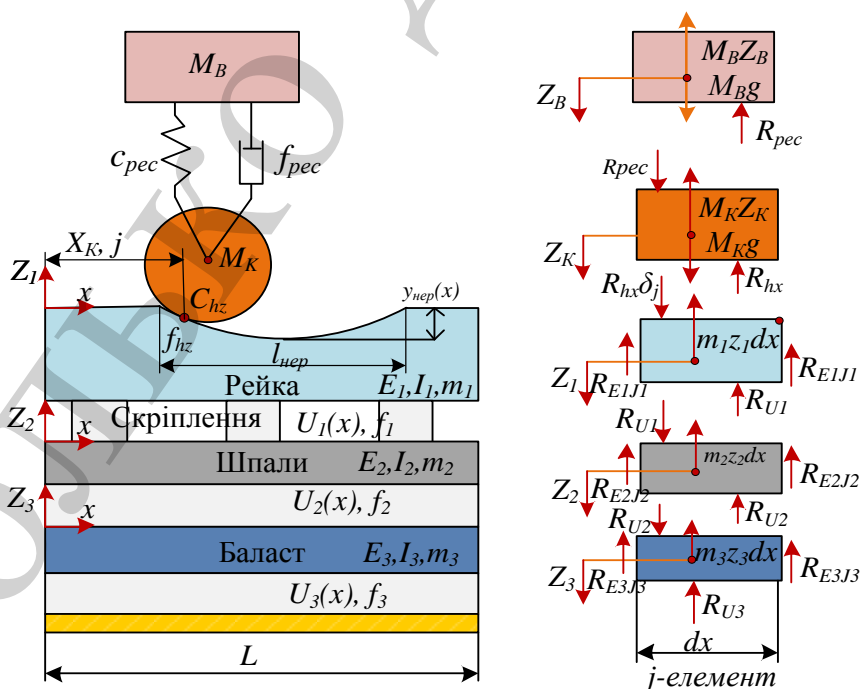 M_B
c_рес
f_рес
X_K, j
M_K
Z_1
x
C_hz
y_нер(x)
f_hz
l_нер
Рейка E_1,I_1,m_1
Z_2
Скріплення U_1(x), f_1
x
Шпали E_2,I_2,m_2
Z_3
x
U_2(x), f_2
Баласт E_3,I_3,m_3
U_3(x), f_3
L
M_BZ_B
M_Bg
Z_B
R_рес
Rрес
M_KZ_K
M_Kg
Z_K
R_hx
R_hxδ_j
m_1z_1dx
Z_1
R_E1J1
R_E1J1
R_U1
R_U1
m_2z_2dx
Z_2
R_E2J2
R_E2J2
R_U2
R_U2
m_3z_3dx
Z_3
R_E3J3
R_E3J3
R_U3
dx
j-елемент